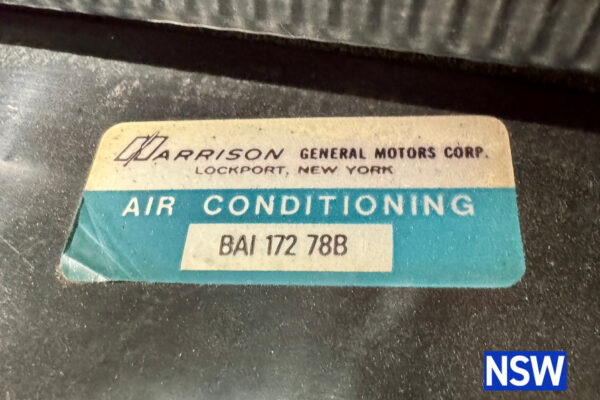 HARRISON GENERAL MOTORS CORP.
LOCKPORT, NEW YORK
AIR CONDITIONING
BAI 172 78B
NSW